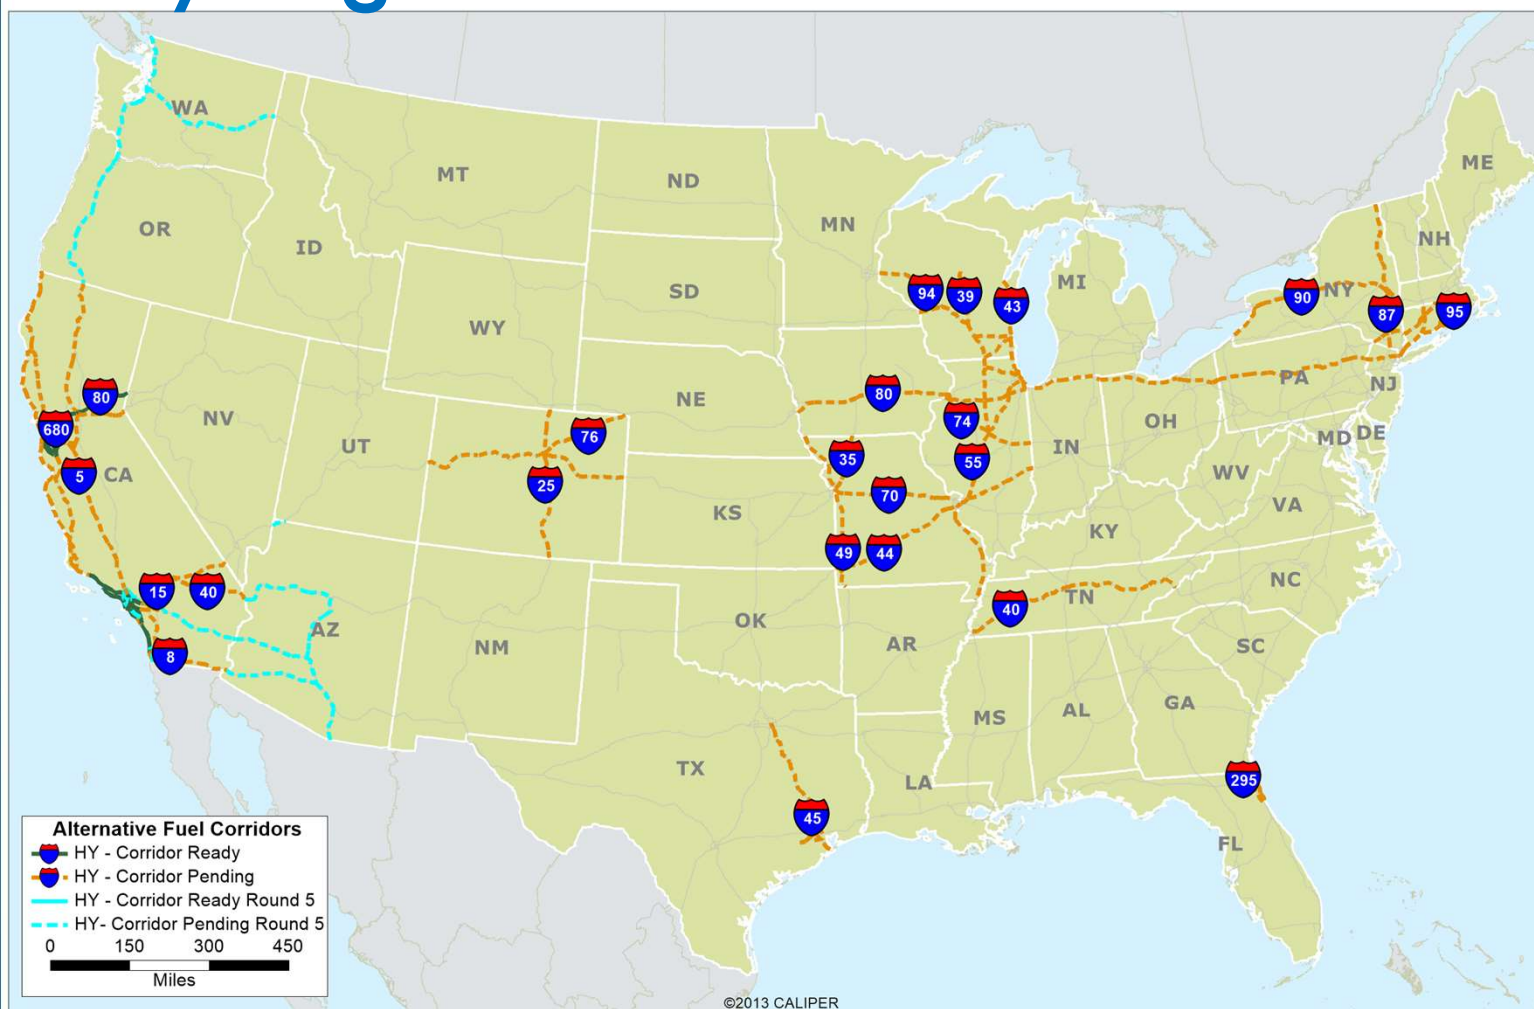 WA
MT
ND
MN
ME
OR
ID
SD
MI
NH
94
39
43
90
NY
87
95
WY
80
NV
UT
NE
80
76
74
PA
NJ
OH
IN
MD
DE
680
5
CA
25
35
55
70
WV
VA
KS
KY
49
44
15
40
NC
40
TN
8
AZ
NM
OK
AR
SC
MS
AL
GA
TX
LA
295
45
FL
Alternative Fuel Corridors
HY - Corridor Ready
HY - Corridor Pending
HY - Corridor Ready Round 5
HY- Corridor Pending Round 5
0 150 300 450
Miles
©2013 CALIPER